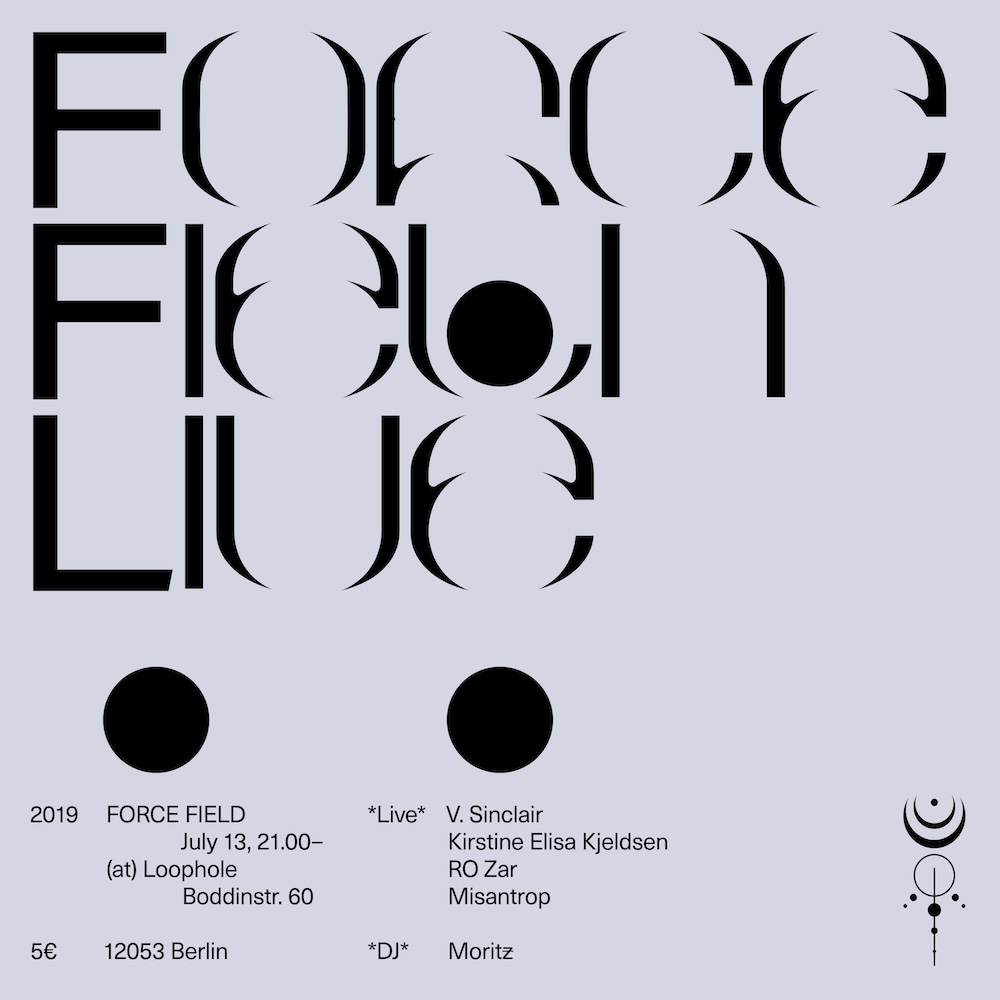 Force
Field
Live
2019 FORCE FIELD *Live* V. Sinclair
July 13, 21.00– Kirstine Elisa Kjeldsen
(at) Loophole RO Zar
Boddinstr. 60 Misantrop
5€ 12053 Berlin *DJ* Moritz